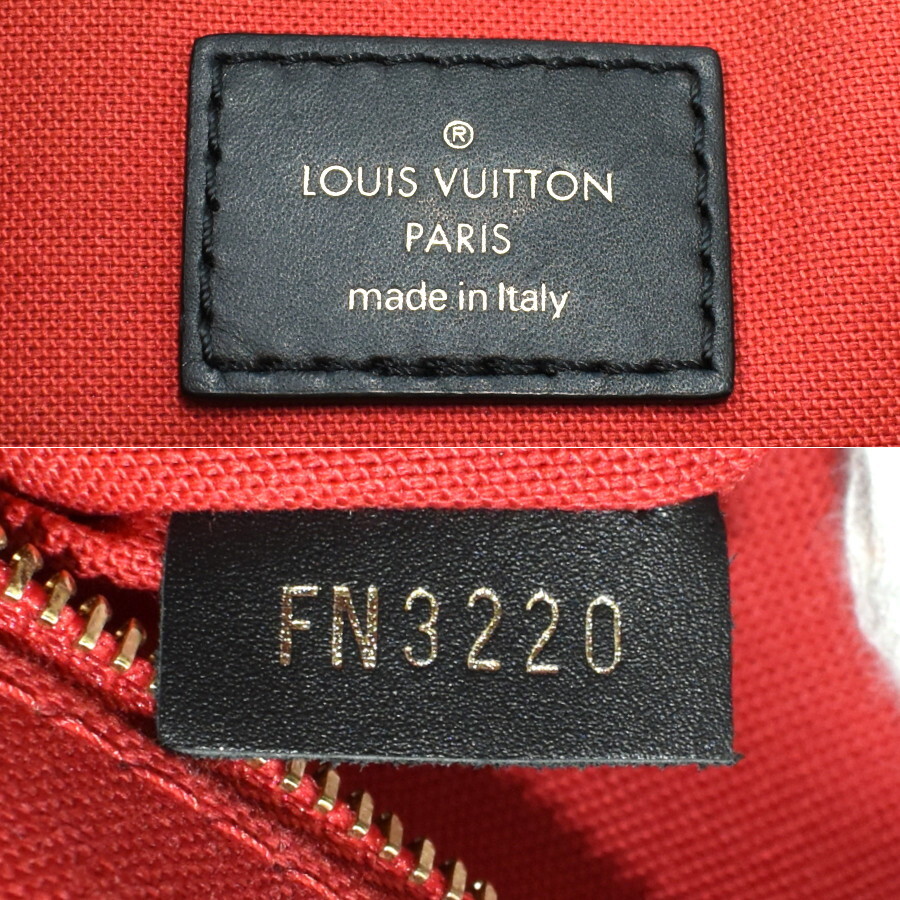 ®
LOUIS VUITTON
PARIS
made in Italy
FN3220